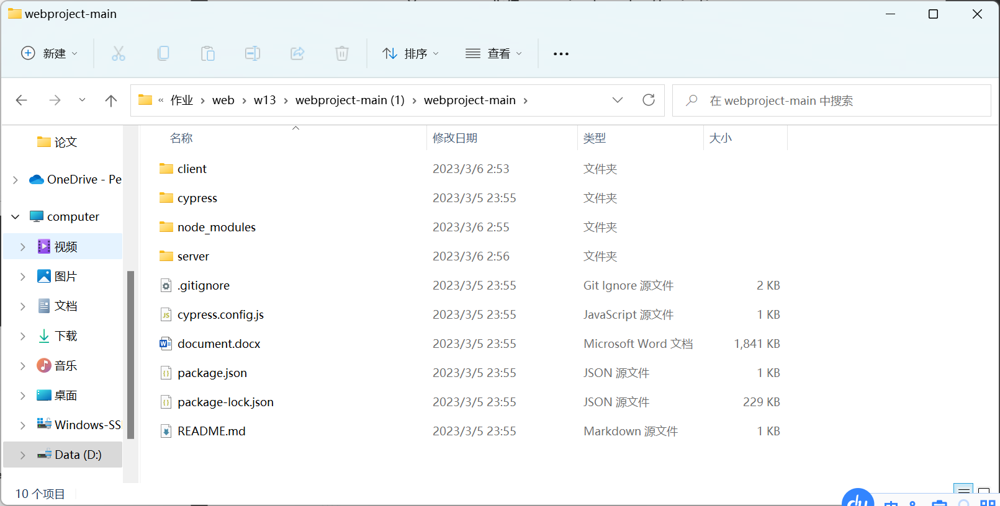 webproject-main
新建 排序 查看
« 作业 › web › w13 › webproject-main (1) › webproject-main ›
在 webproject-main 中搜索
论文
OneDrive - Pe
computer
视频
图片
文档
下载
音乐
桌面
Windows-SS
Data (D:)
名称 修改日期 类型 大小
client 2023/3/6 2:53 文件夹
cypress 2023/3/5 23:55 文件夹
node_modules 2023/3/6 2:55 文件夹
server 2023/3/6 2:56 文件夹
.gitignore 2023/3/5 23:55 Git Ignore 源文件 2 KB
cypress.config.js 2023/3/5 23:55 JavaScript 源文件 1 KB
document.docx 2023/3/5 23:55 Microsoft Word 文档 1,841 KB
package.json 2023/3/5 23:55 JSON 源文件 1 KB
package-lock.json 2023/3/5 23:55 JSON 源文件 229 KB
README.md 2023/3/5 23:55 Markdown 源文件 1 KB
10 个项目
du